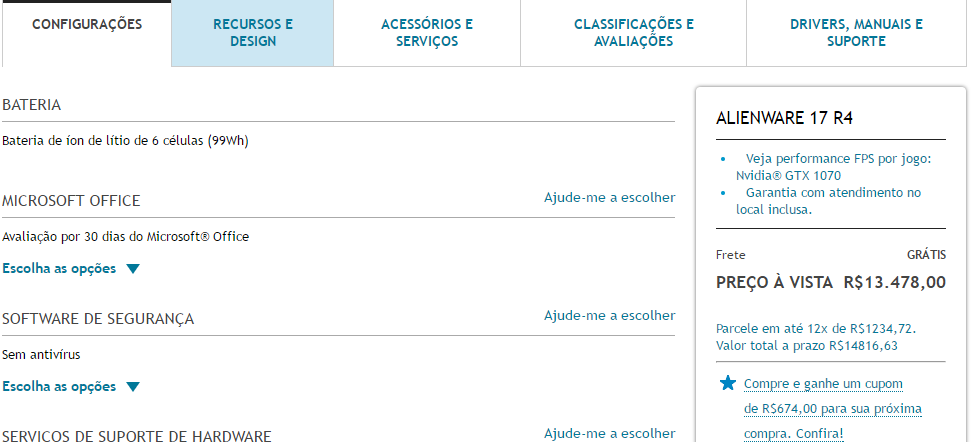 CONFIGURAÇÕES
RECURSOS E
DESIGN
ACESSÓRIOS E
SERVIÇOS
CLASSIFICAÇÕES E
AVALIAÇÕES
DRIVERS, MANUAIS E
SUPORTE
BATERIA
Bateria de íon de lítio de 6 células (99Wh)
MICROSOFT OFFICE
Ajude-me a escolher
Avaliação por 30 dias do Microsoft® Office
Escolha as opções
SOFTWARE DE SEGURANÇA
Ajude-me a escolher
Sem antivírus
Escolha as opções
SERVIÇOS DE SUPORTE DE HARDWARE
Ajude-me a escolher
ALIENWARE 17 R4
• Veja performance FPS por jogo:
Nvidia® GTX 1070
• Garantia com atendimento no
local inclusa.
Frete GRÁTIS
PREÇO À VISTA R$13.478,00
Parcele em até 12x de R$1234,72.
Valor total a prazo R$14816,63
Compre e ganhe um cupom
de R$674,00 para sua próxima
compra. Confira!